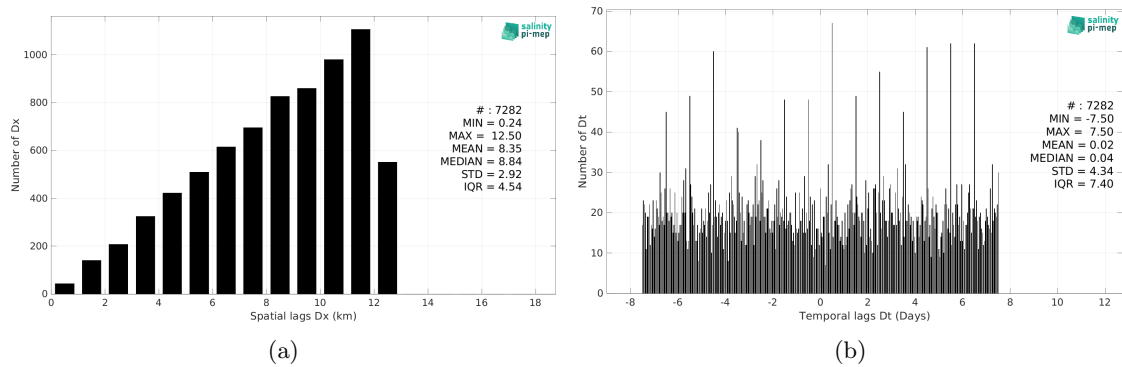 salinity
pi-mep
1000
800
600
400
200
0
Number of Dx
# : 7282
MIN = 0.24
MAX = 12.50
MEAN = 8.35
MEDIAN = 8.84
STD = 2.92
IQR = 4.54
0 2 4 6 8 10 12 14 16 18
Spatial lags Dx (km)
(a)
salinity
pi-mep
70
60
50
40
30
20
10
0
Number of Dt
# : 7282
MIN = -7.50
MAX = 7.50
MEAN = 0.02
MEDIAN = 0.04
STD = 4.34
IQR = 7.40
-8 -6 -4 -2 0 2 4 6 8 10 12
Temporal lags Dt (Days)
(b)